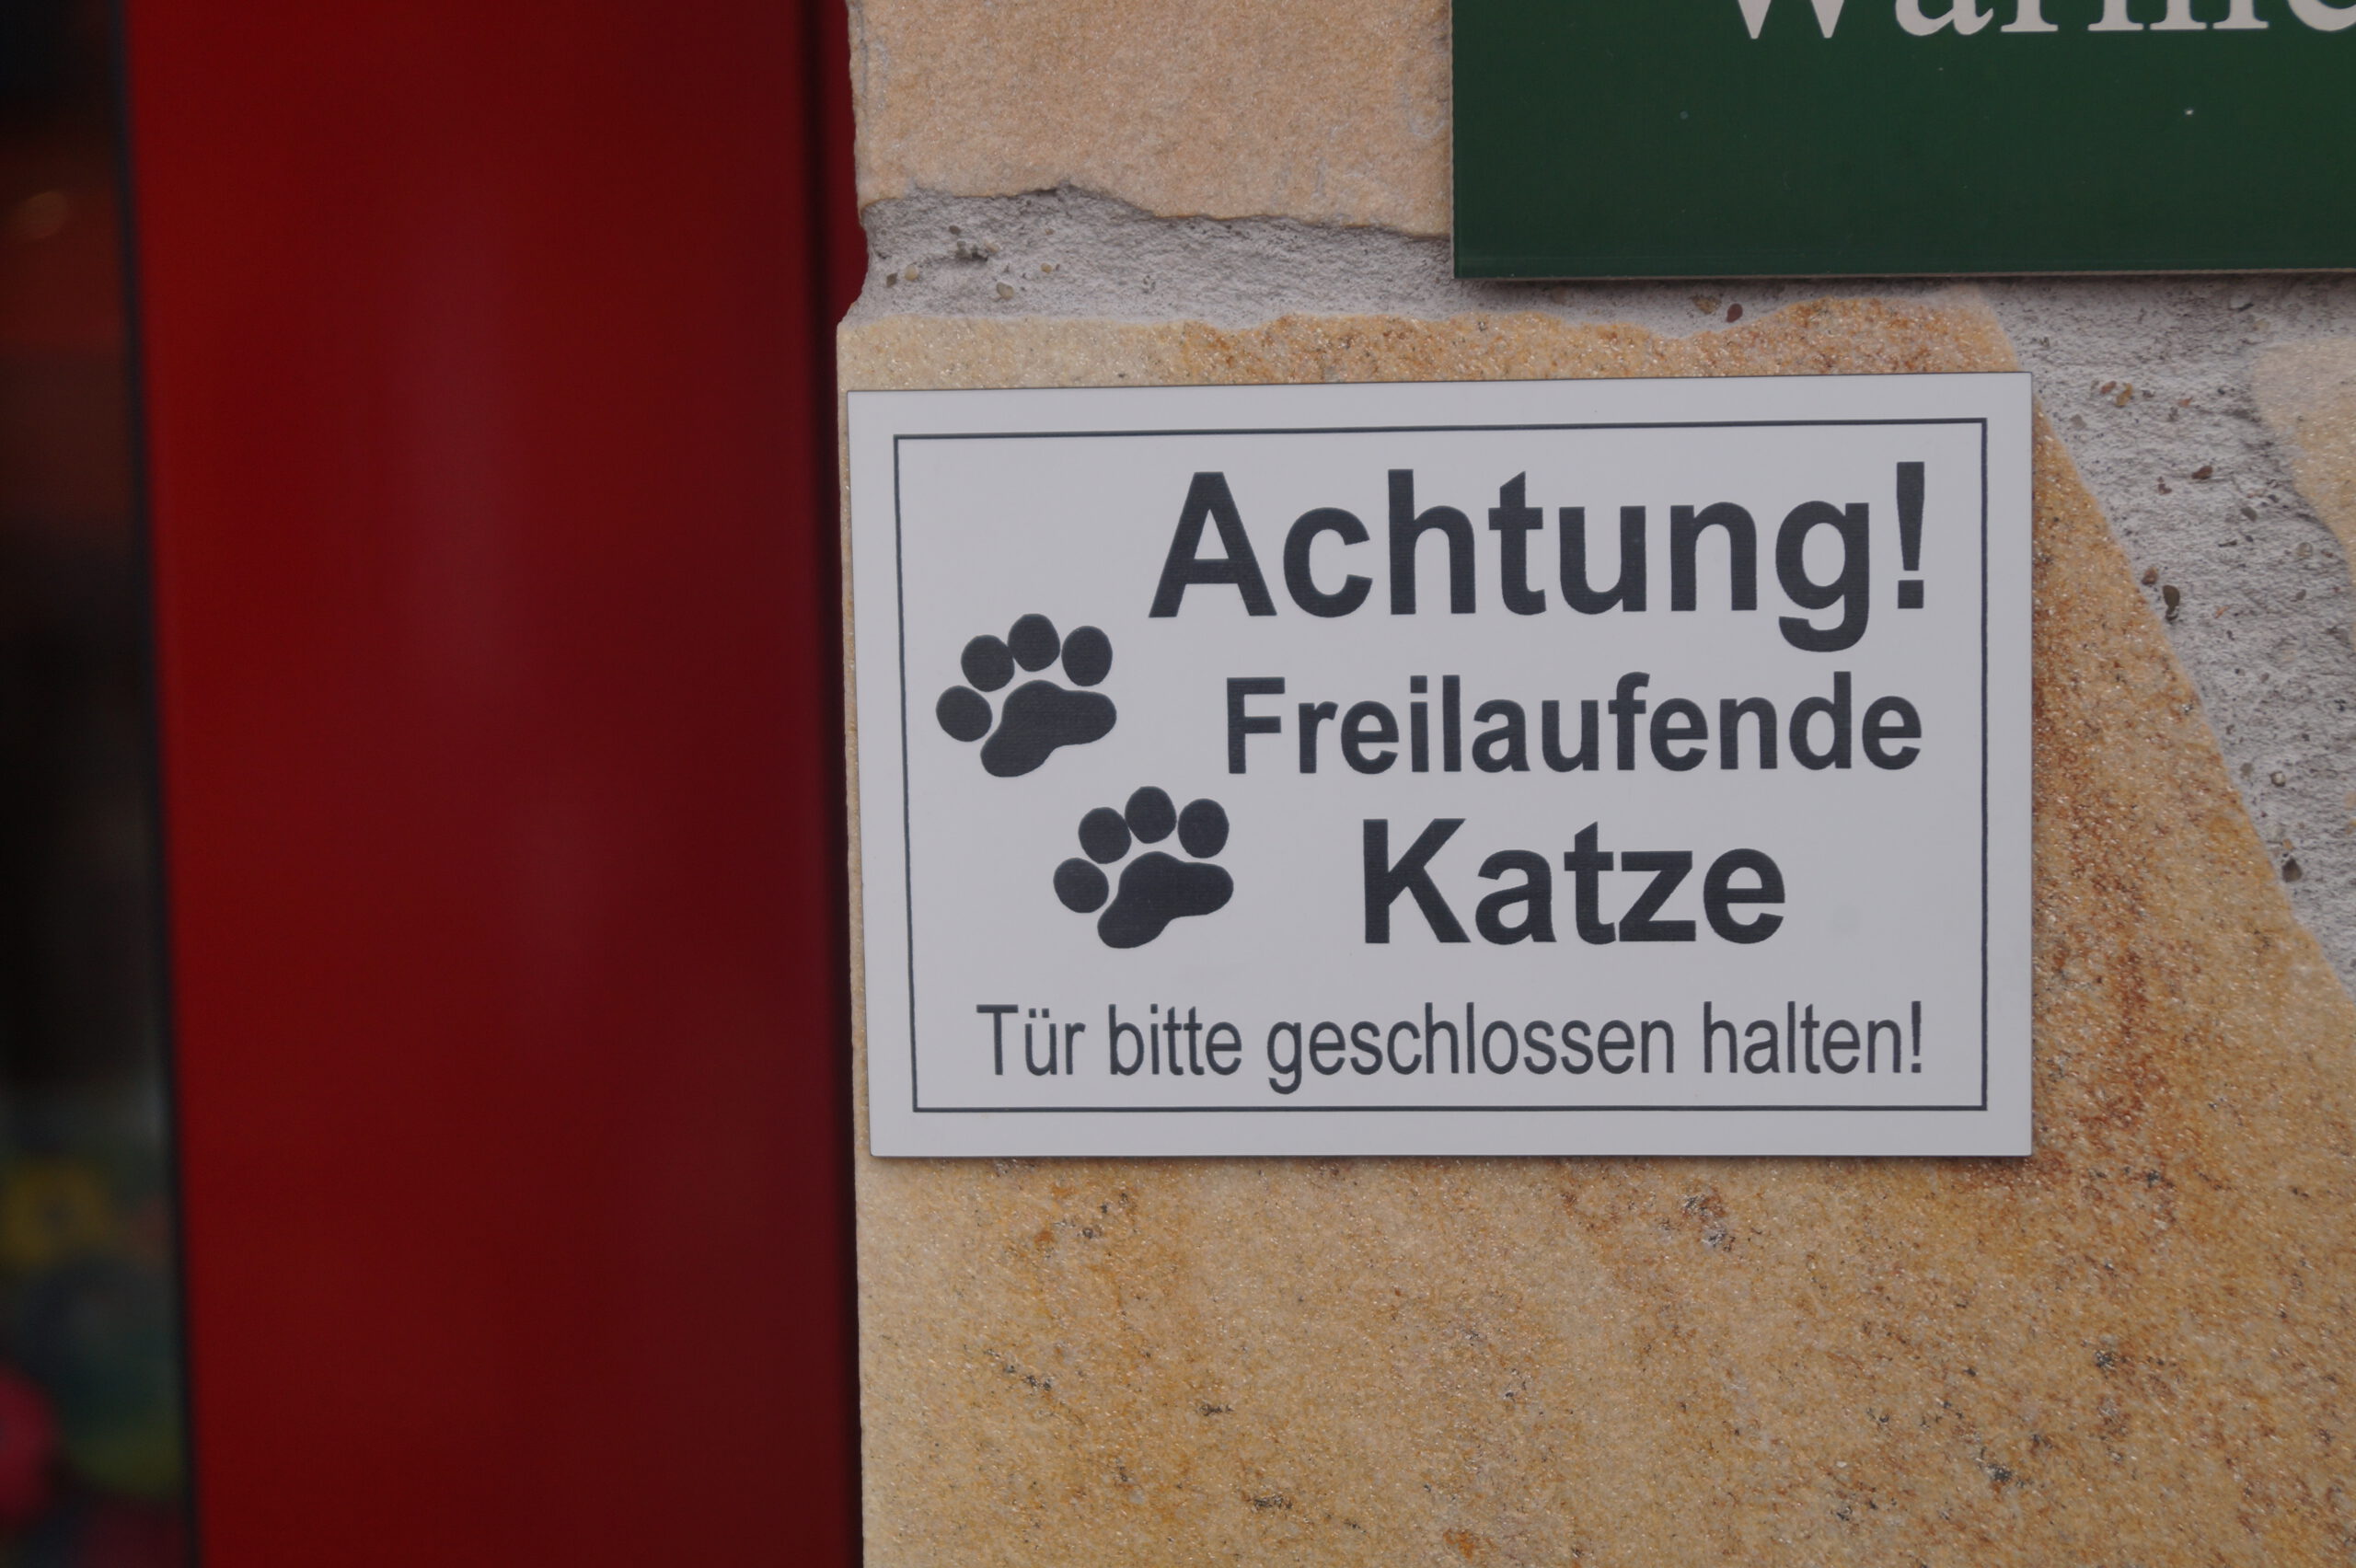 Achtung!
Freilaufende
Katze
Tür bitte geschlossen halten!